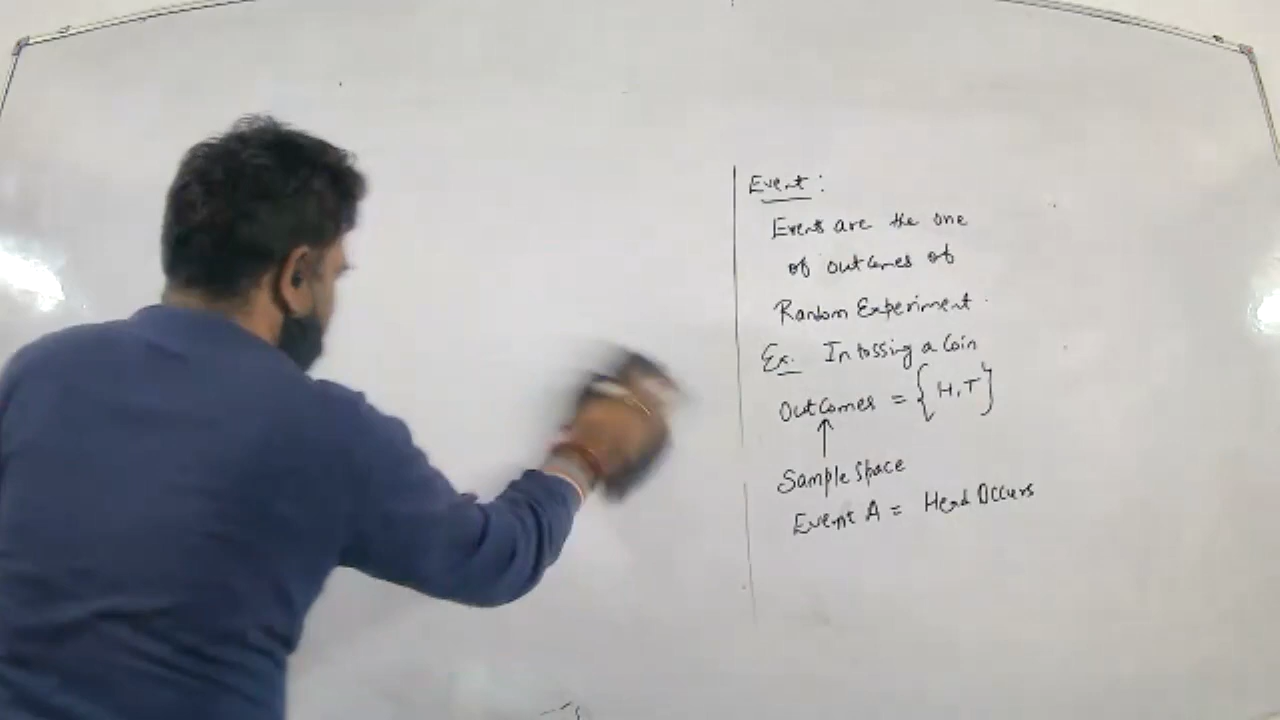 Event :
Events are the one
of outcomes of
Random Experiment.
Ex. In tossing a Coin
Outcomes = {H,T}
↑
Sample Space
Event A = Head Occurs